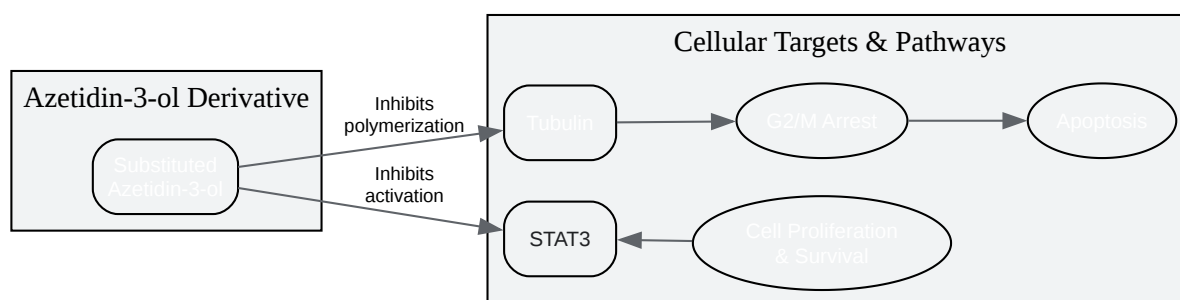 Cellular Targets & Pathways
Azetidin-3-ol Derivative
Inhibits
polymerization
Tubulin
G2/M Arrest
Apoptosis
Substituted
Azetidin-3-ol
Inhibits
activation
STAT3
Cell Proliferation
& Survival